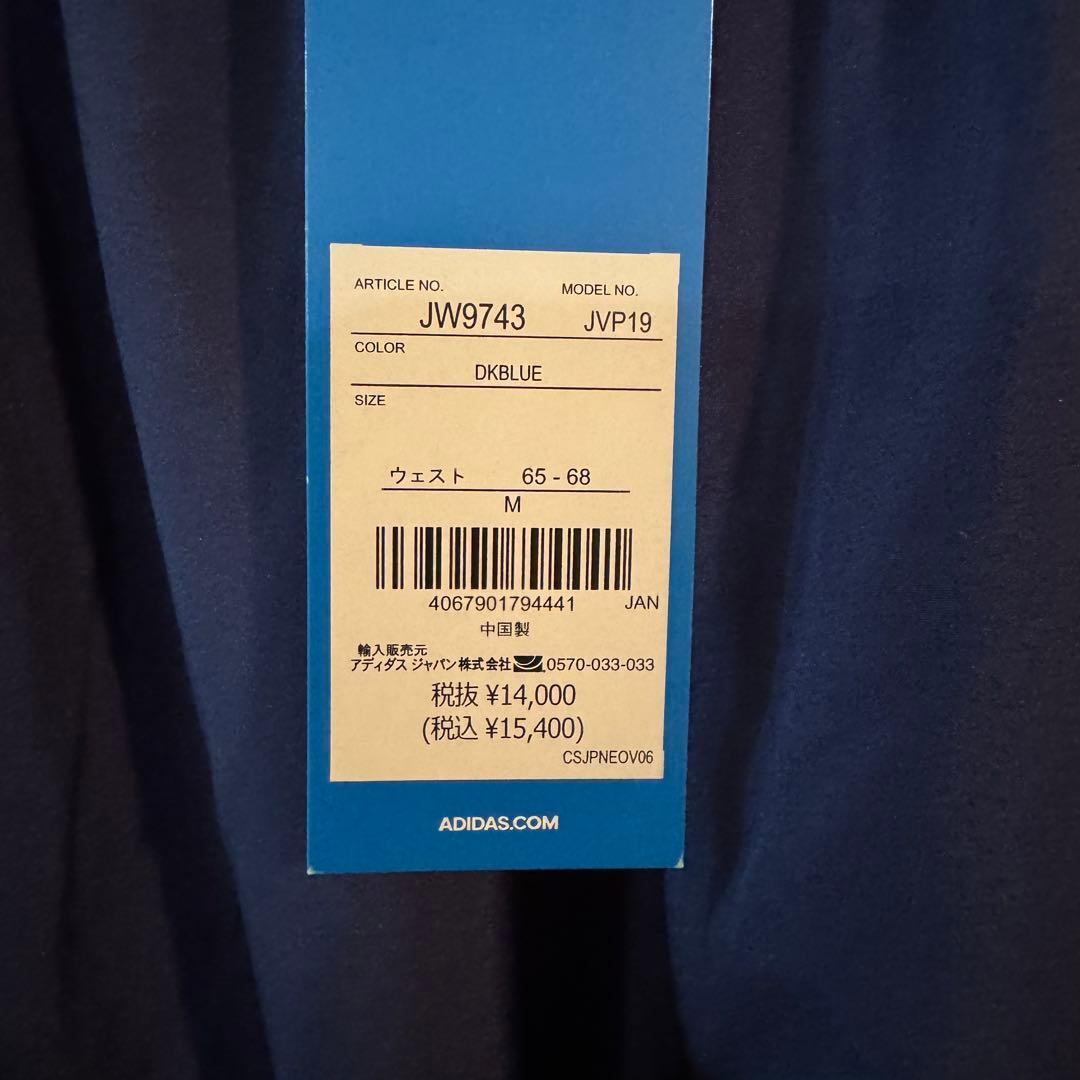 ARTICLE NO. MODEL NO.
JW9743 JVP19
COLOR
DKBLUE
SIZE
ウェスト 65 - 68
M
4067901794441 JAN
中国製
輸入販売元
アディダス ジャパン株式会社 0570-033-033
税抜 ¥14,000
(税込 ¥15,400)
CSJPNEOV06
ADIDAS.COM